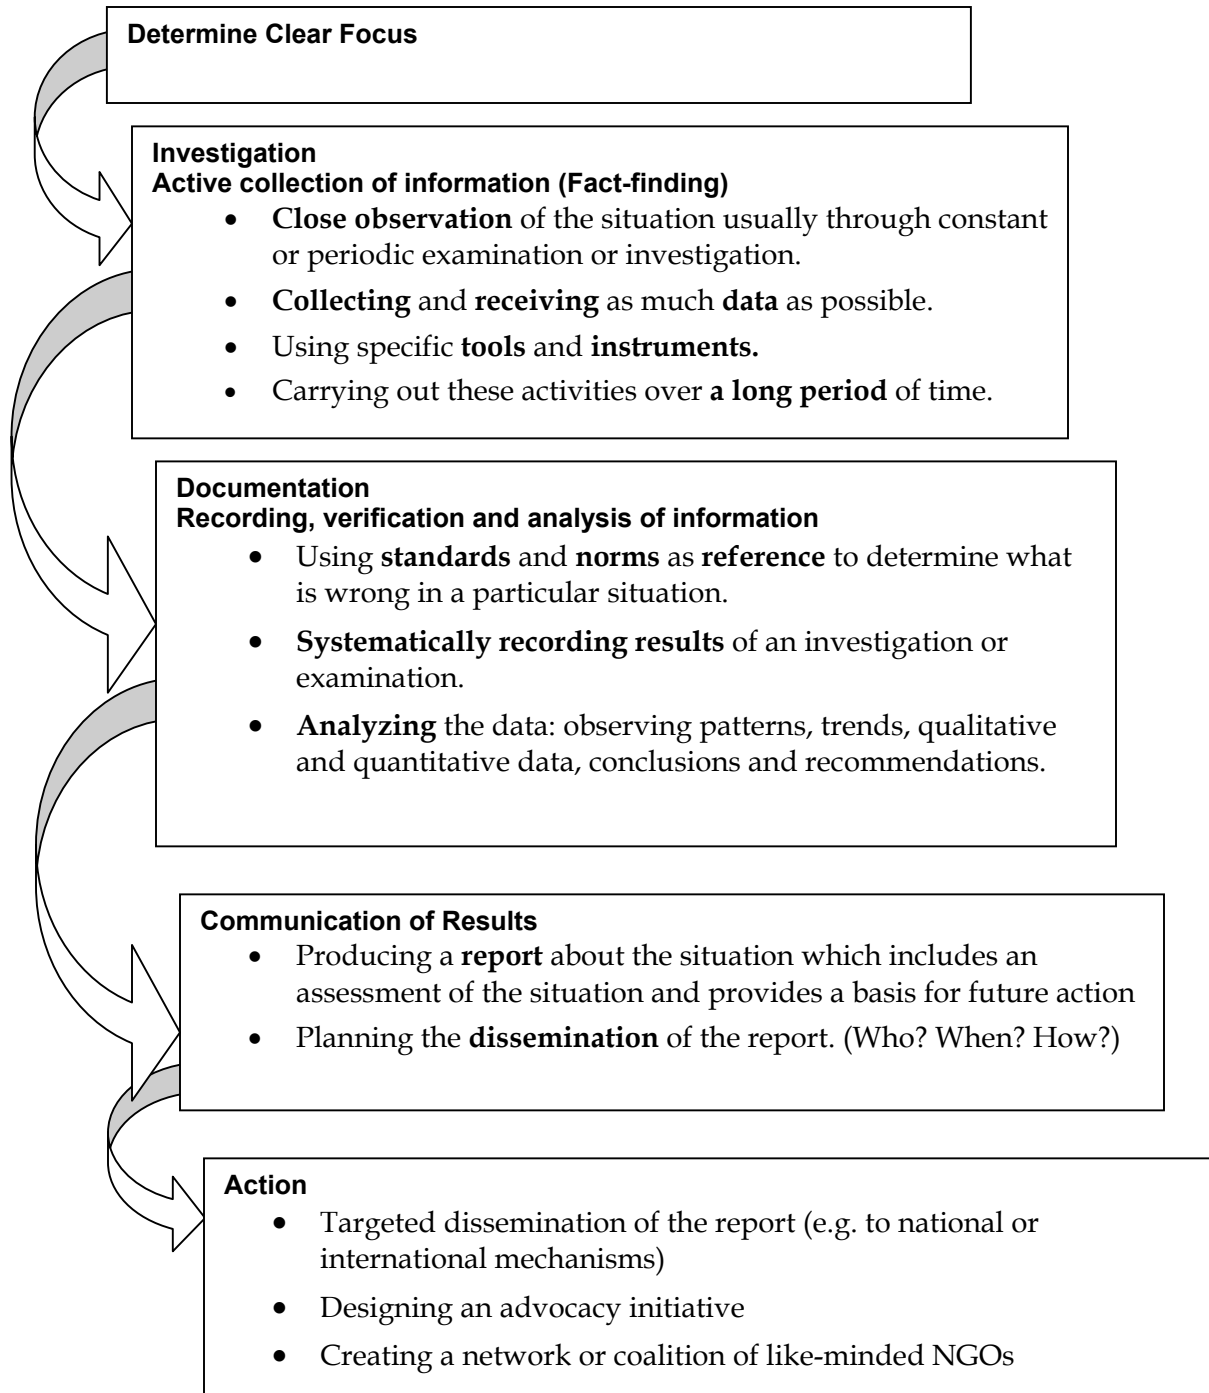 Determine Clear Focus
Investigation
Active collection of information (Fact-finding)
• Close observation of the situation usually through constant
or periodic examination or investigation.
• Collecting and receiving as much data as possible.
• Using specific tools and instruments.
• Carrying out these activities over a long period of time.
Documentation
Recording, verification and analysis of information
• Using standards and norms as reference to determine what
is wrong in a particular situation.
• Systematically recording results of an investigation or
examination.
• Analyzing the data: observing patterns, trends, qualitative
and quantitative data, conclusions and recommendations.
Communication of Results
• Producing a report about the situation which includes an
assessment of the situation and provides a basis for future action
• Planning the dissemination of the report. (Who? When? How?)
Action
• Targeted dissemination of the report (e.g. to national or
international mechanisms)
• Designing an advocacy initiative
• Creating a network or coalition of like-minded NGOs